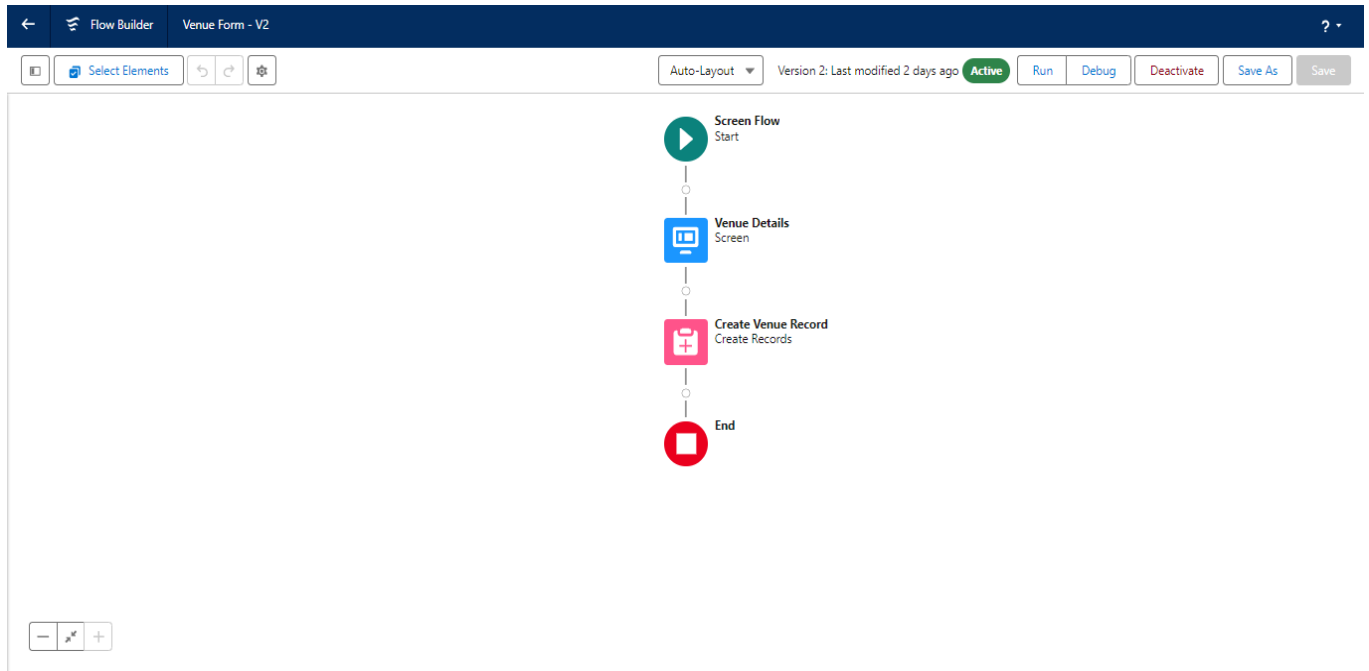 Flow Builder Venue Form - V2 ?
Select Elements Auto-Layout Version 2: Last modified 2 days ago Active Run Debug Deactivate Save As Save
Screen Flow
Start
Venue Details
Screen
Create Venue Record
Create Records
End